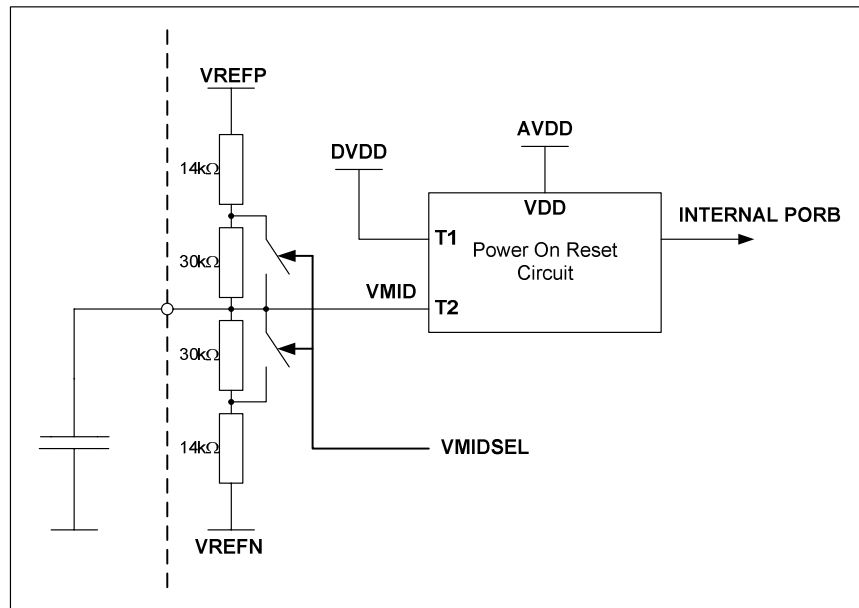 VREFP
AVDD
DVDD
14kΩ
VDD
INTERNAL PORB
T1
Power On Reset
Circuit
30kΩ
VMID
T2
30kΩ
14kΩ
VMIDSEL
VREFN